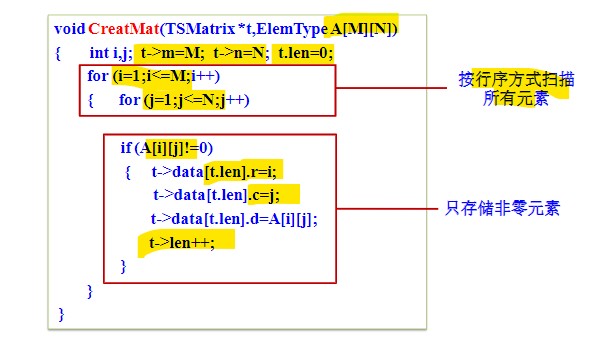 void CreatMat(TSMatrix *t,ElemType A[M][N])
{ int i,j; t->m=M; t->n=N; t.len=0;
for (i=1;i<=M;i++)
{ for (j=1;j<=N;j++)
按行序方式扫描
所有元素
if (A[i][j]!=0)
{ t->data[t.len].r=i;
t->data[t.len].c=j;
t->data[t.len].d=A[i][j];
只存储非零元素
t->len++;
}
}
}